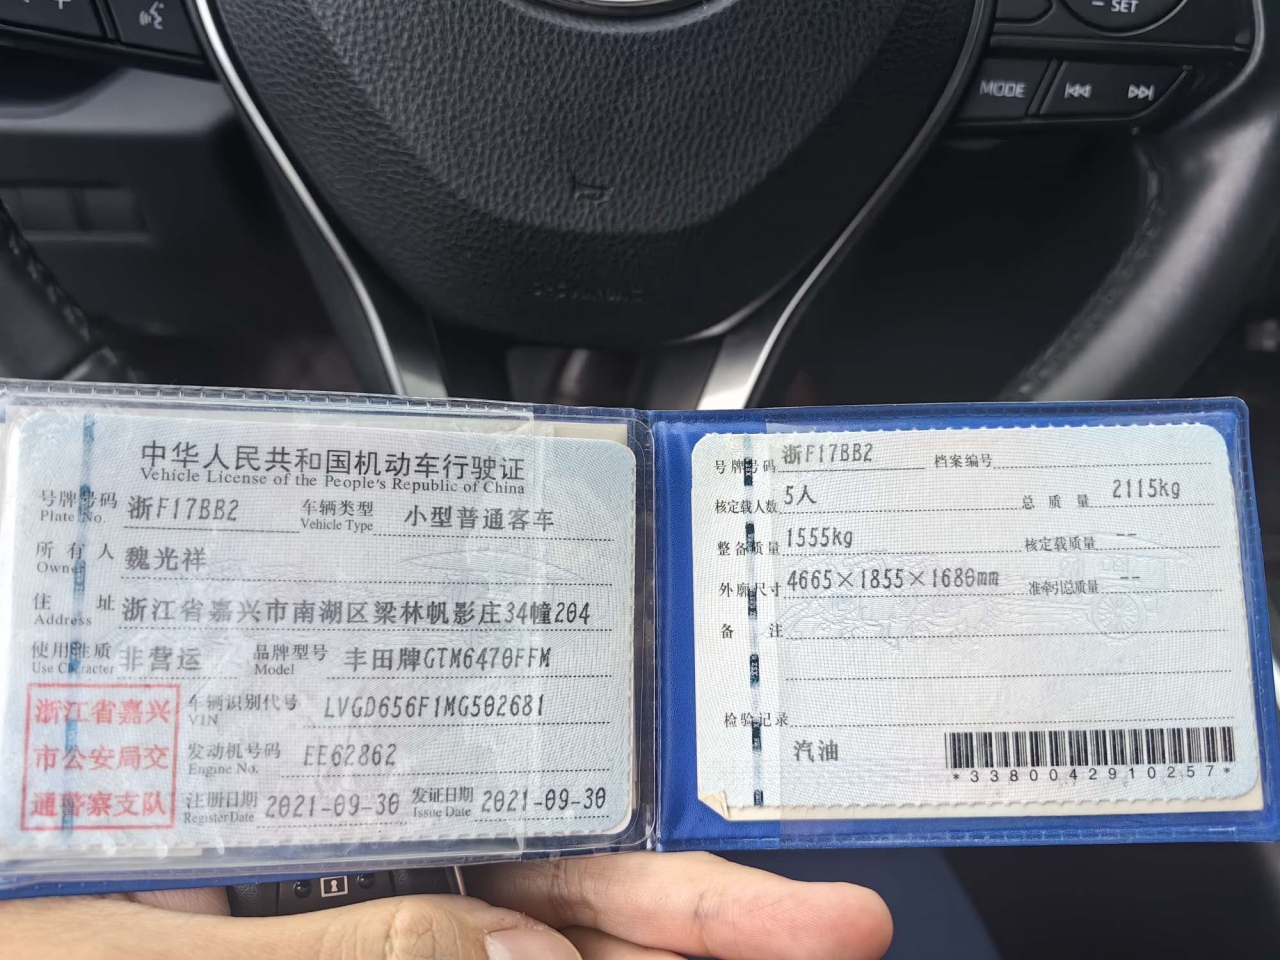 SET
MODE
中华人民共和国机动车行驶证
Vehicle License of the People's Republic of China
号牌号码 浙F17BB2 车辆类型 小型普通客车
Plate No. Vehicle Type
所有人 魏光祥
Owner
住址 浙江省嘉兴市南湖区梁林帆影庄34幢204
Address
使用性质 非营运 品牌型号 丰田牌GTM6470FFM
Use Character Model
浙江省嘉兴
市公安局交
通警察支队
车辆识别代号 LVGD656F1MG502681
VIN
发动机号码 EE62862
Engine No.
注册日期 2021-09-30 发证日期 2021-09-30
Register Date Issue Date
号牌号码 浙F17BB2 档案编号
核定载人数 5人 总质量 2115kg
整备质量 1555kg 核定载质量 --
外廓尺寸 4665×1855×1680mm 准牵引总质量 --
备注
检验记录
汽油
*3380042910257*